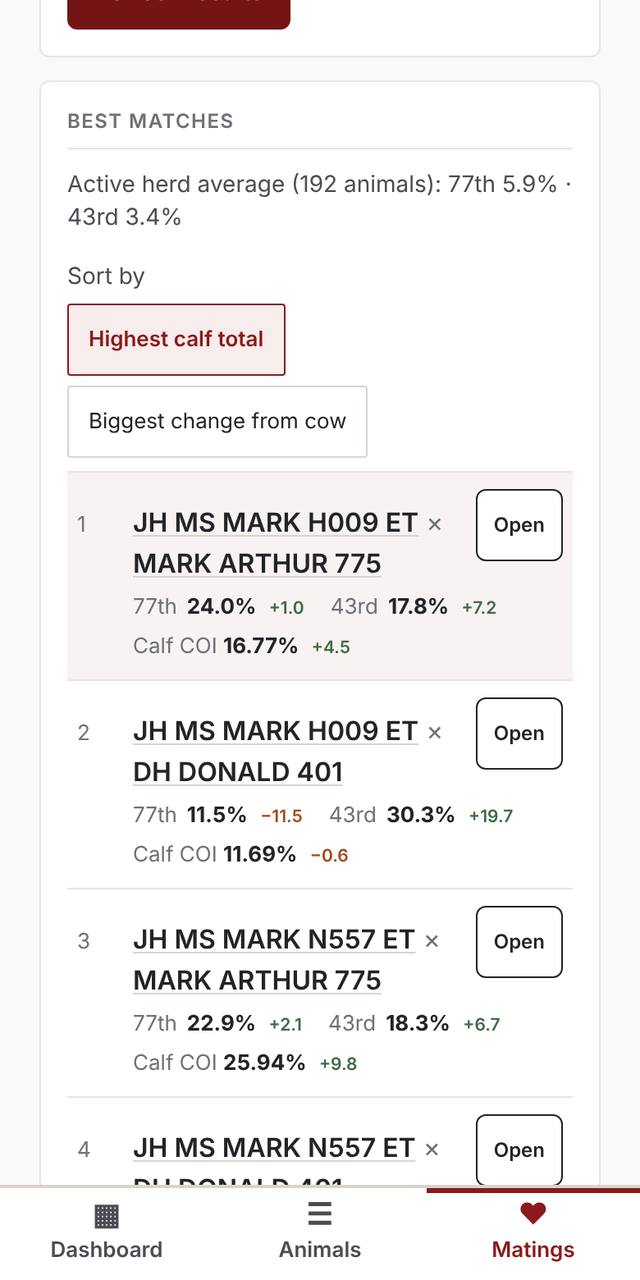 BEST MATCHES
Active herd average (192 animals): 77th 5.9% ·
43rd 3.4%
Sort by
Highest calf total
Biggest change from cow
1 JH MS MARK H009 ET × Open
MARK ARTHUR 775
77th 24.0% +1.0 43rd 17.8% +7.2
Calf COI 16.77% +4.5
2 JH MS MARK H009 ET × Open
DH DONALD 401
77th 11.5% −11.5 43rd 30.3% +19.7
Calf COI 11.69% −0.6
3 JH MS MARK N557 ET × Open
MARK ARTHUR 775
77th 22.9% +2.1 43rd 18.3% +6.7
Calf COI 25.94% +9.8
4 JH MS MARK N557 ET × Open
DH DONALD 401
Dashboard Animals Matings